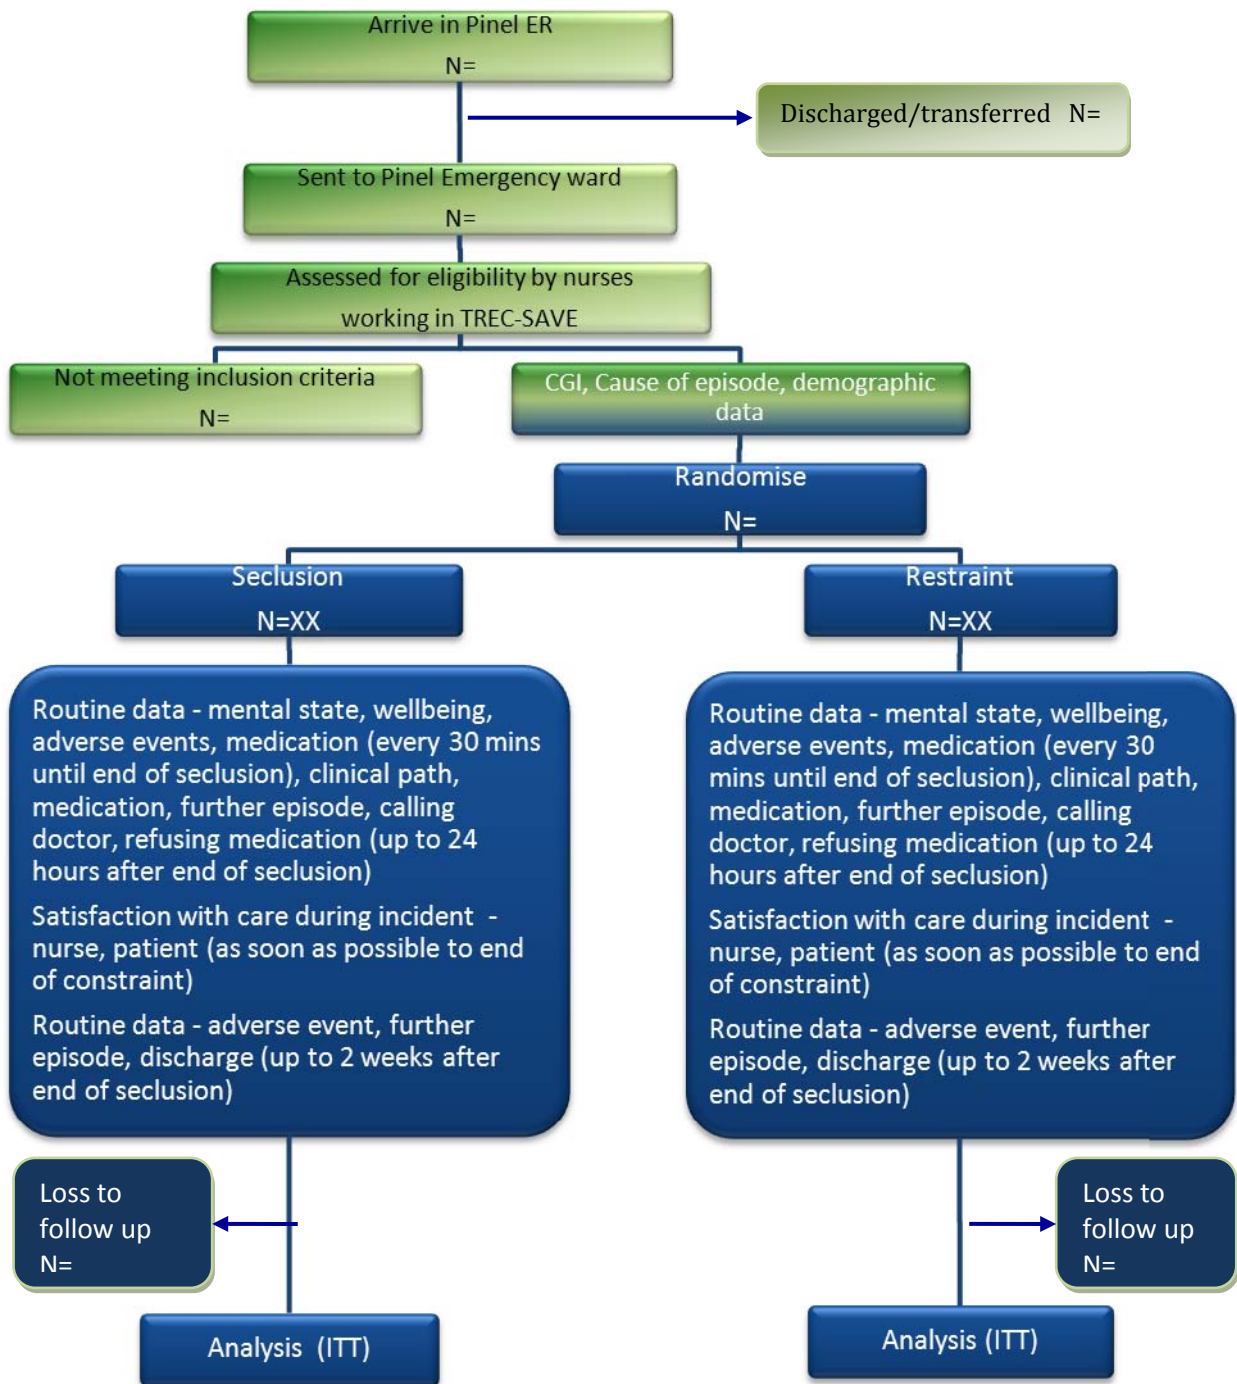 Arrive in Pinel ER
N=
Discharged/transferred N=
Sent to Pinel Emergency ward
N=
Assessed for eligibility by nurses
working in TREC-SAVE
Not meeting inclusion criteria
N=
CGI, Cause of episode, demographic
data
Randomise
N=
Seclusion
N=XX
Restraint
N=XX
Routine data - mental state, wellbeing,
adverse events, medication (every 30 mins
until end of seclusion), clinical path,
medication, further episode, calling
doctor, refusing medication (up to 24
hours after end of seclusion)
Satisfaction with care during incident -
nurse, patient (as soon as possible to end
of constraint)
Routine data - adverse event, further
episode, discharge (up to 2 weeks after
end of seclusion)
Routine data - mental state, wellbeing,
adverse events, medication (every 30
mins until end of seclusion), clinical path,
medication, further episode, calling
doctor, refusing medication (up to 24
hours after end of seclusion)
Satisfaction with care during incident -
nurse, patient (as soon as possible to end
of constraint)
Routine data - adverse event, further
episode, discharge (up to 2 weeks after
end of seclusion)
Loss to
follow up
N=
Loss to
follow up
N=
Analysis (ITT)
Analysis (ITT)